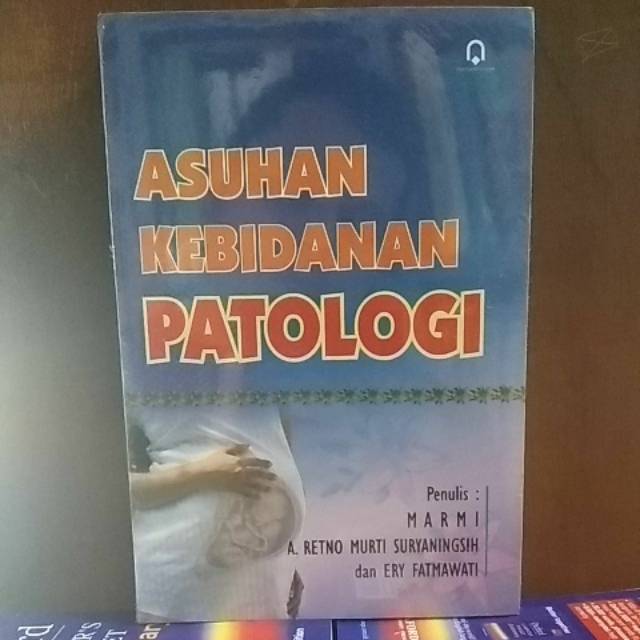 ASUHAN
KEBIDANAN
PATOLOGI
Penulis :
MARMI
A. RETNO MURTI SURYANINGSIH
dan ERY FATMAWATI